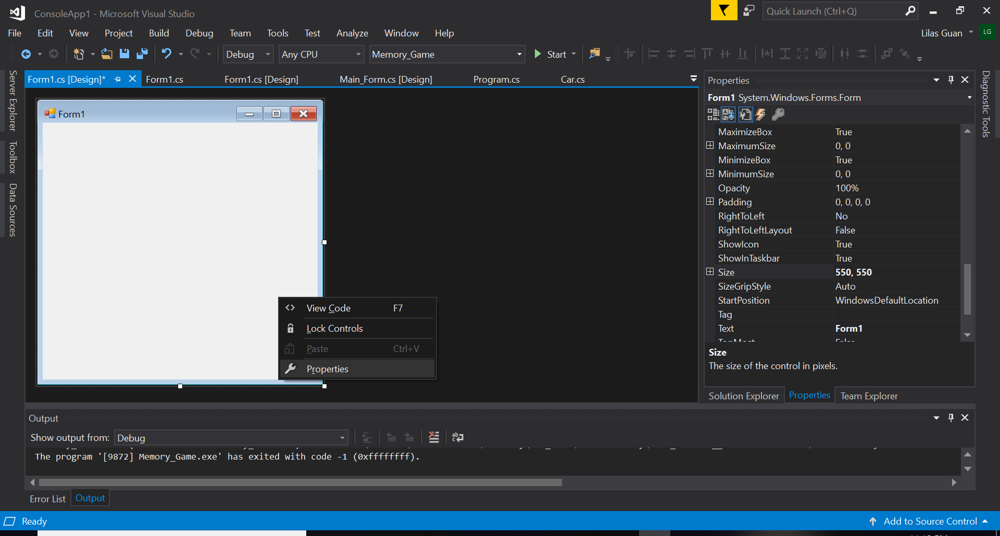 ConsoleApp1 - Microsoft Visual Studio
Quick Launch (Ctrl+Q)
File Edit View Project Build Debug Team Tools Test Analyze Window Help
Lilas Guan LG
Debug Any CPU Memory_Game Start
Server Explorer
Toolbox
Data Sources
Form1.cs [Design]* Form1.cs Form1.cs [Design] Main_Form.cs [Design] Program.cs Car.cs
Form1
View Code F7
Lock Controls
Paste Ctrl+V
Properties
Properties
Form1 System.Windows.Forms.Form
MaximizeBox True
MaximumSize 0, 0
MinimizeBox True
MinimumSize 0, 0
Opacity 100%
Padding 0, 0, 0, 0
RightToLeft No
RightToLeftLayout False
ShowIcon True
ShowInTaskbar True
Size 550, 550
SizeGripStyle Auto
StartPosition WindowsDefaultLocation
Tag
Text Form1
TopMost False
Size
The size of the control in pixels.
Solution Explorer Properties Team Explorer
Diagnostic Tools
Output
Show output from: Debug
The program '[9872] Memory_Game.exe' has exited with code -1 (0xffffffff).
Error List Output
Ready
Add to Source Control